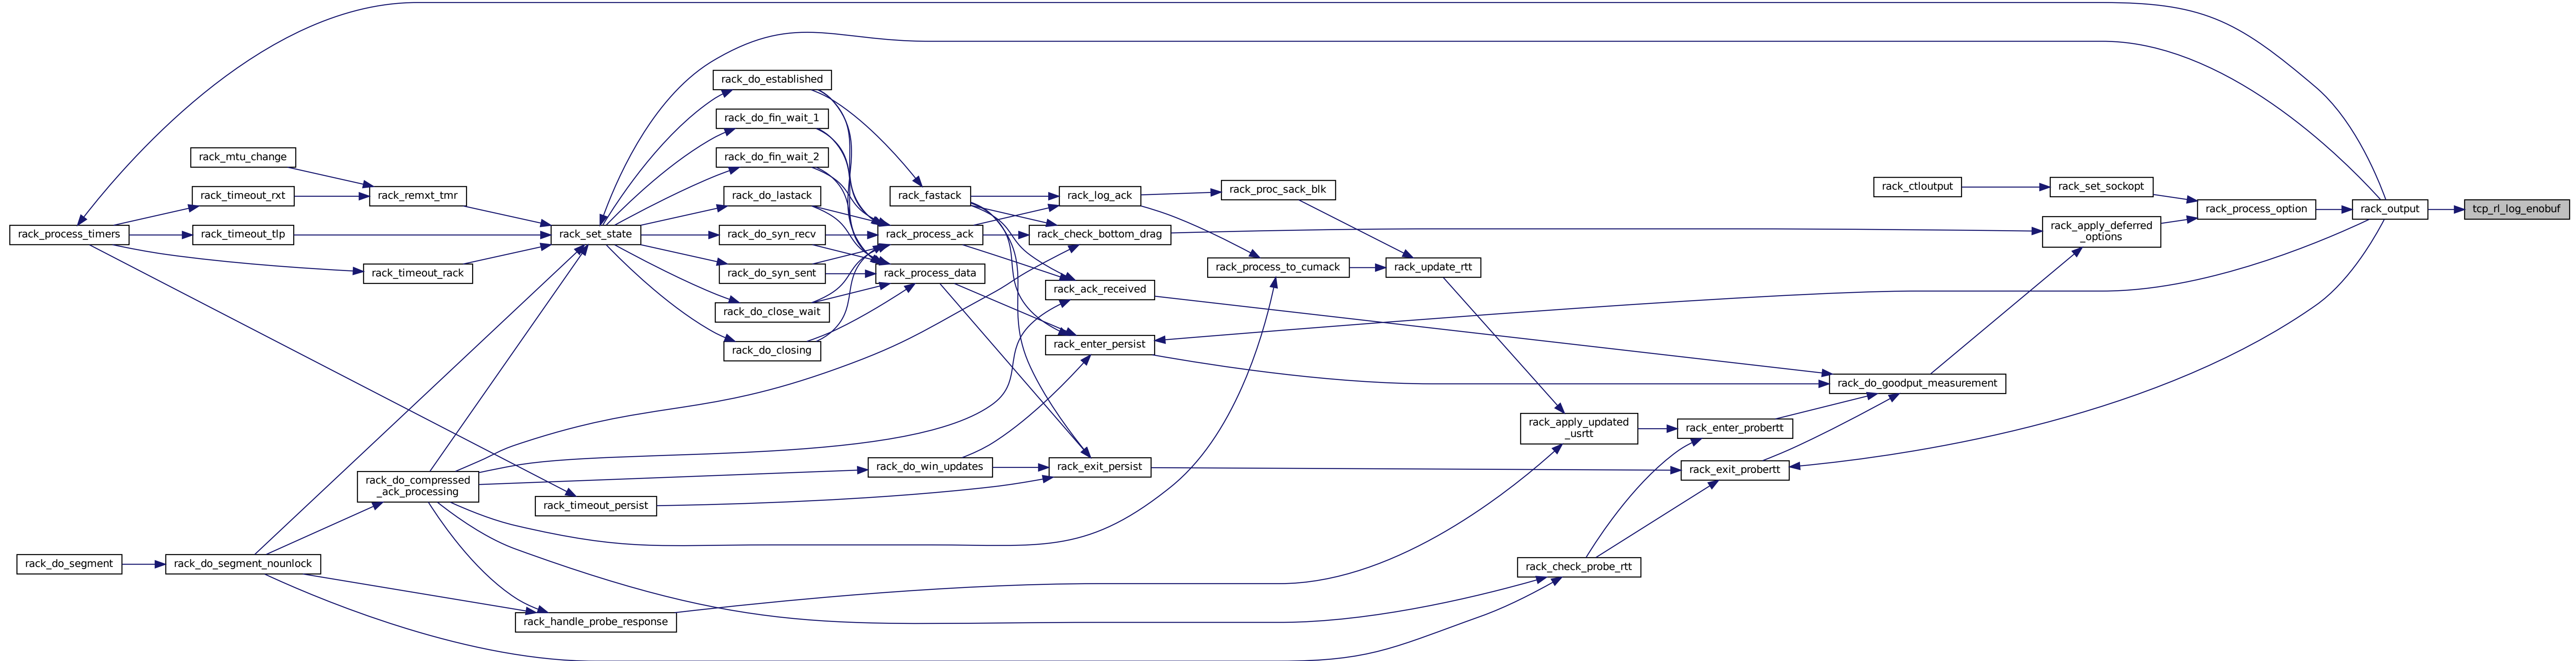 rack_do_established
rack_do_fin_wait_1
rack_mtu_change
rack_do_fin_wait_2
rack_timeout_rxt
rack_remxt_tmr
rack_do_lastack
rack_fastack
rack_log_ack
rack_proc_sack_blk
rack_ctloutput
rack_set_sockopt
rack_process_option
rack_output
tcp_rl_log_enobuf
rack_process_timers
rack_timeout_tlp
rack_set_state
rack_do_syn_recv
rack_process_ack
rack_check_bottom_drag
rack_apply_deferred
_options
rack_timeout_rack
rack_do_syn_sent
rack_process_data
rack_process_to_cumack
rack_update_rtt
rack_ack_received
rack_do_close_wait
rack_enter_persist
rack_do_closing
rack_do_goodput_measurement
rack_apply_updated
_usrtt
rack_enter_probertt
rack_do_win_updates
rack_exit_persist
rack_exit_probertt
rack_do_compressed
_ack_processing
rack_timeout_persist
rack_do_segment
rack_do_segment_nounlock
rack_check_probe_rtt
rack_handle_probe_response